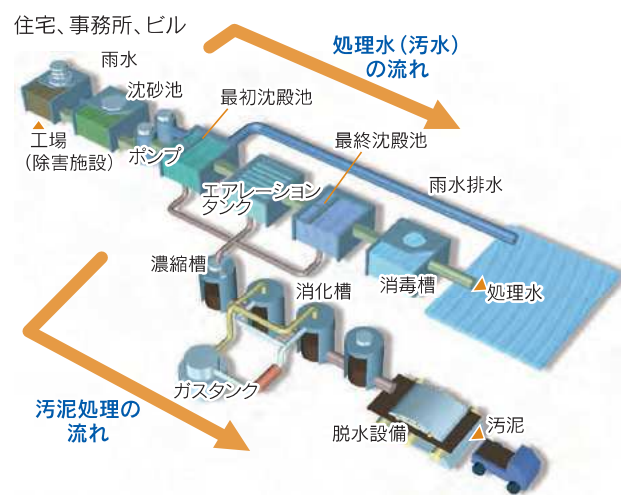 住宅、事務所、ビル
処理水（汚水）
の流れ
雨水
沈砂池
最初沈殿池
工場
（除害施設）
ポンプ
最終沈殿池
エアレーション
タンク
雨水排水
濃縮槽
消化槽
消毒槽
処理水
ガスタンク
汚泥処理の
流れ
脱水設備
汚泥